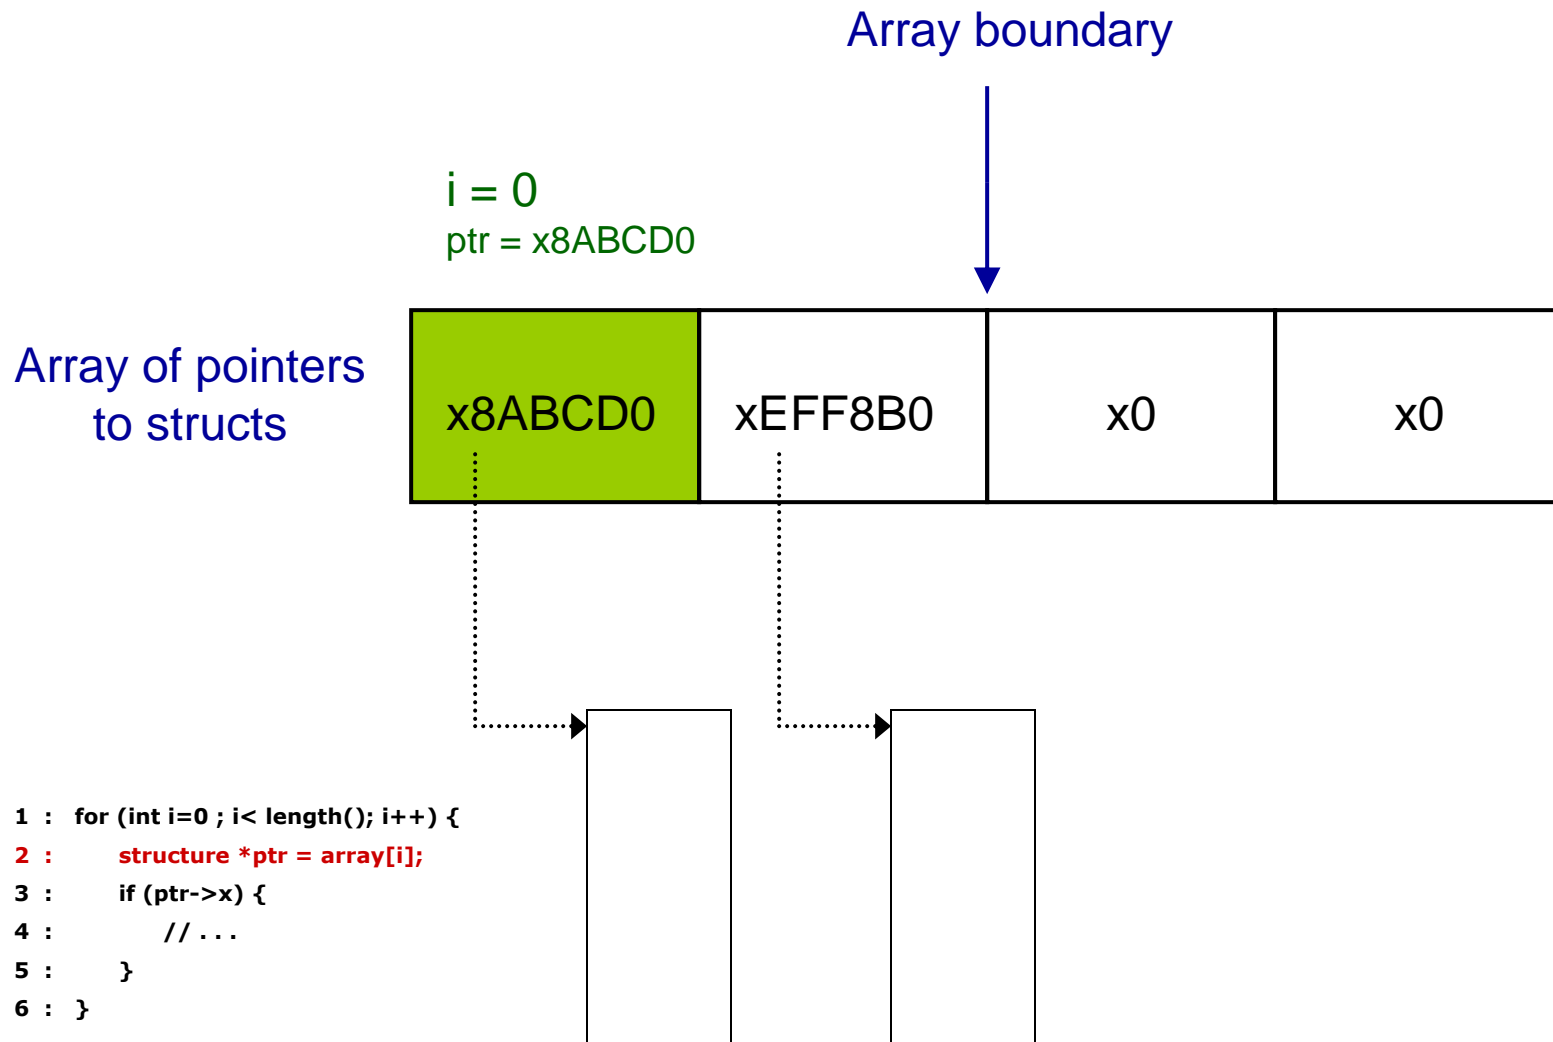 Array boundary
i = 0
ptr = x8ABCD0
Array of pointers
to structs
x8ABCD0 xEFF8B0 x0 x0
1 : for (int i=0 ; i< length(); i++) {
2 : structure *ptr = array[i];
3 : if (ptr->x) {
4 : // . . .
5 : }
6 : }